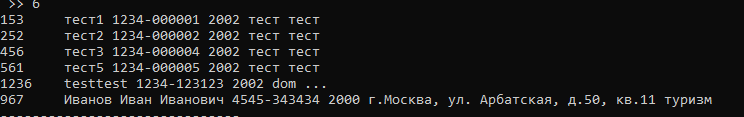 >> 6
153 тест1 1234-000001 2002 тест тест
252 тест2 1234-000002 2002 тест тест
456 тест3 1234-000004 2002 тест тест
561 тест5 1234-000005 2002 тест тест
1236 testtest 1234-123123 2002 dom ...
967 Иванов Иван Иванович 4545-343434 2000 г.Москва, ул. Арбатская, д.50, кв.11 туризм
------------------------------